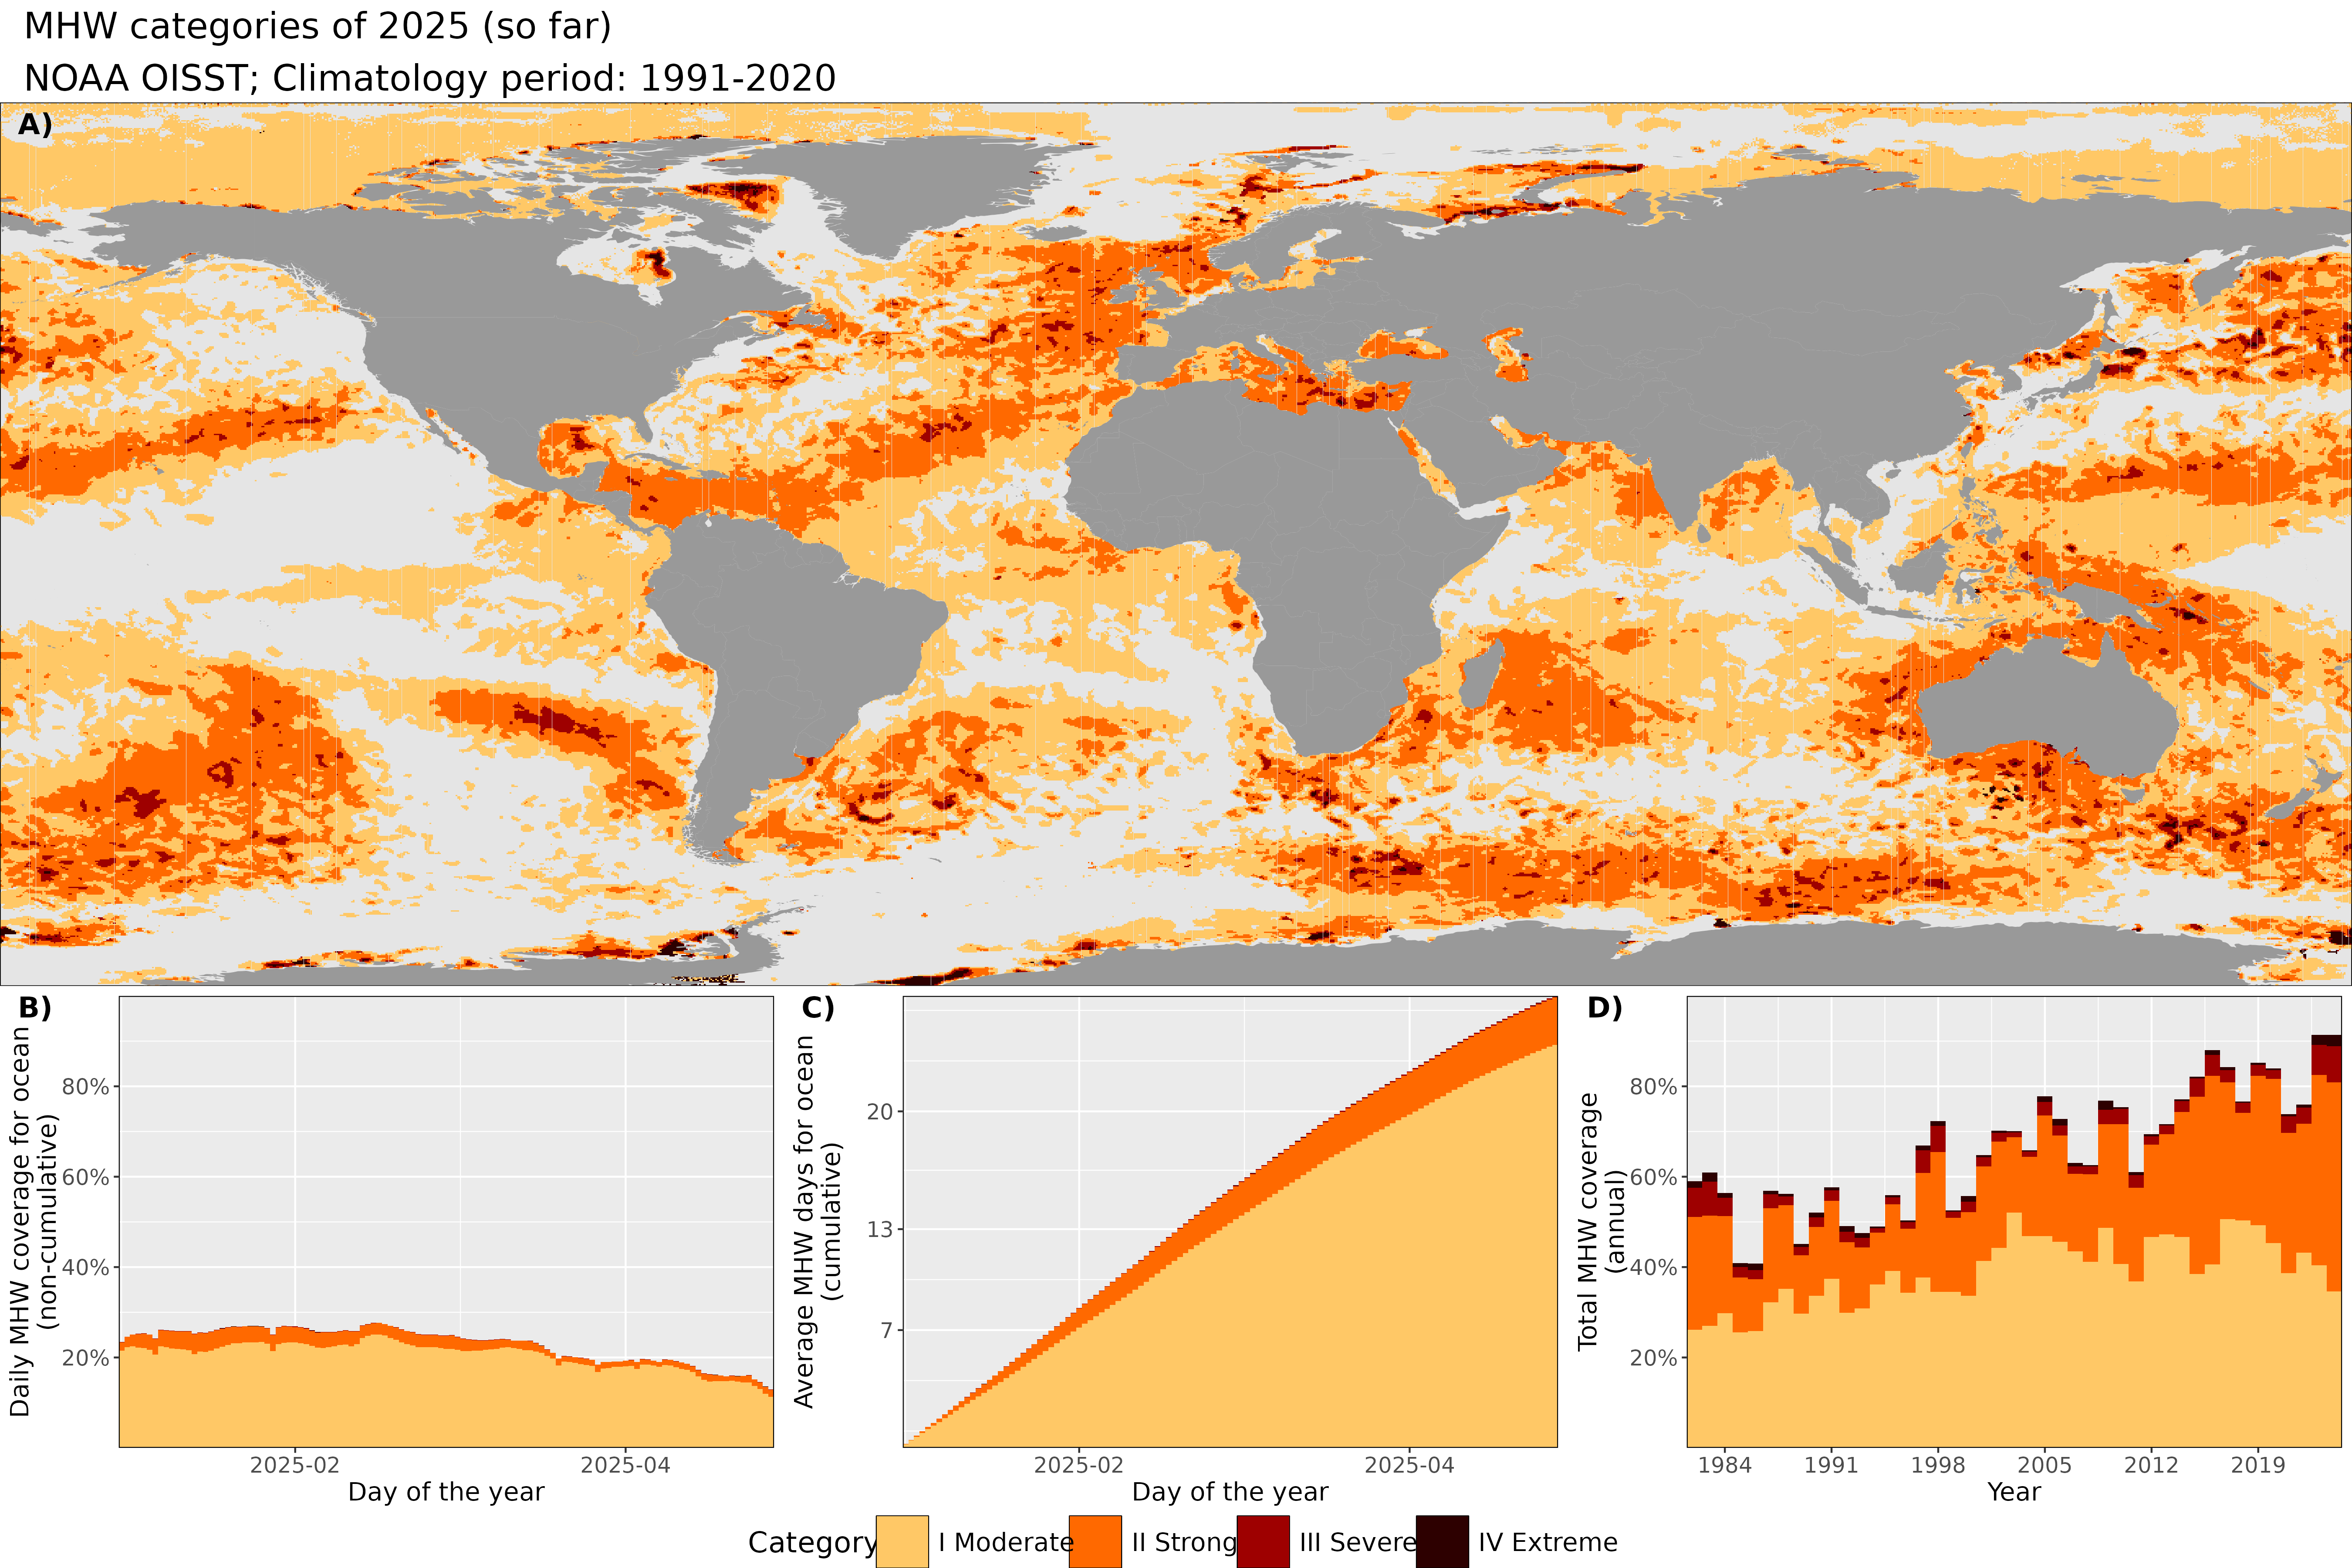 MHW categories of 2025 (so far)
NOAA OISST; Climatology period: 1991-2020
A)
B)
Daily MHW coverage for ocean
(non-cumulative)
80%
60%
40%
20%
2025-02
2025-04
Day of the year
C)
Average MHW days for ocean
(cumulative)
20
13
7
2025-02
2025-04
Day of the year
D)
Total MHW coverage
(annual)
80%
60%
40%
20%
1984
1991
1998
2005
2012
2019
Year
Category
I Moderate
II Strong
III Severe
IV Extreme